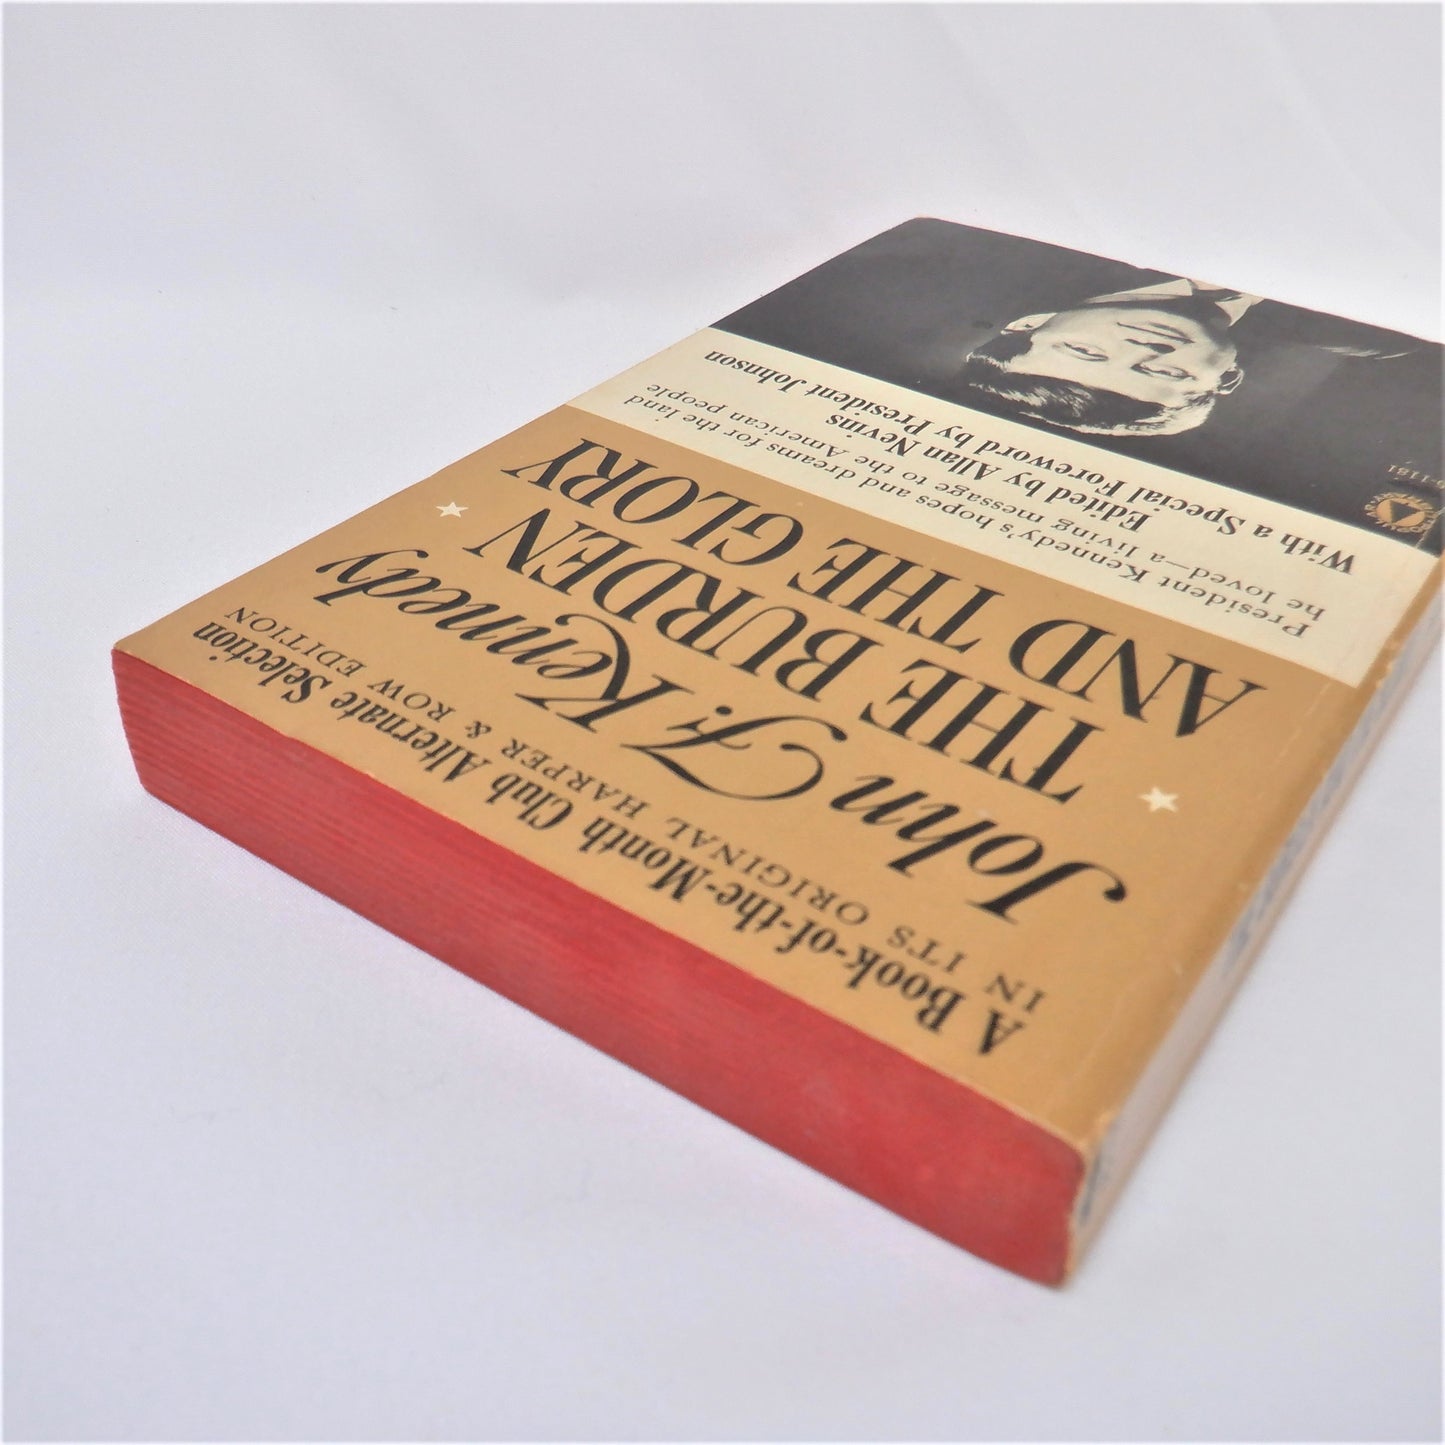 A Book-of-the-Month Club Alternate Selection
IN ITS ORIGINAL HARPER & ROW EDITION
John F. Kennedy
THE BURDEN
AND THE GLORY
President Kennedy's hopes and dreams for the land
he loved—a living message to the American people
Edited by Allan Nevins
With a Special Foreword by President Johnson